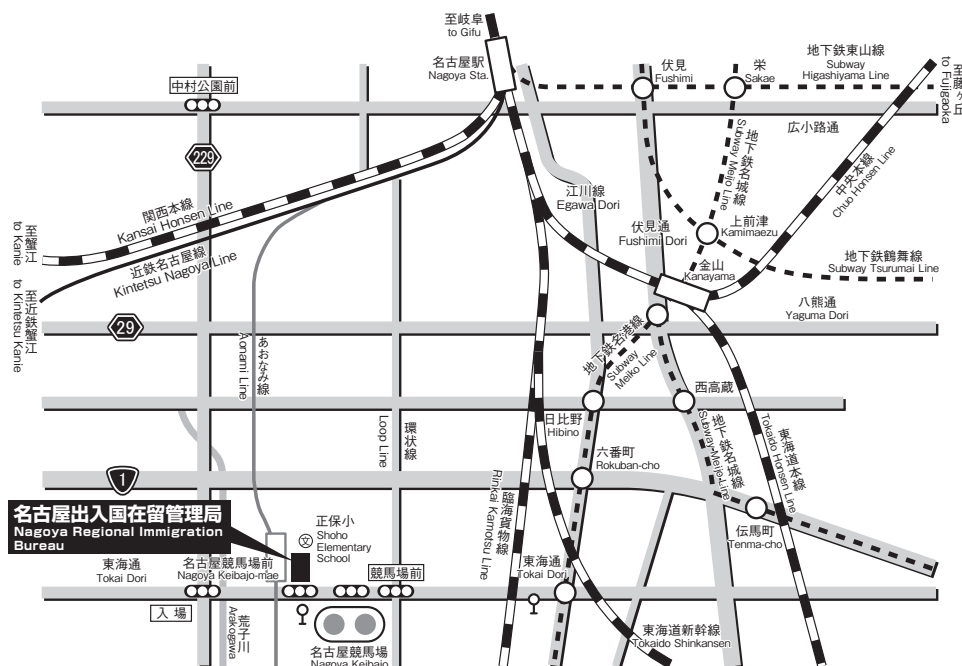 至岐阜
to Gifu
名古屋駅
Nagoya Sta.
伏見
Fushimi
栄
Sakae
地下鉄東山線
Subway
Higashiyama Line
至藤ヶ丘
to Fujigaoka
中村公園前
広小路通
229
地下鉄名城線
Subway Meijo Line
中央本線
Chuo Honsen Line
江川線
Egawa Dori
関西本線
Kansai Honsen Line
伏見通
Fushimi Dori
上前津
Kamimaezu
至蟹江
to Kanie
近鉄名古屋線
Kintetsu Nagoya Line
金山
Kanayama
地下鉄鶴舞線
Subway Tsurumai Line
至近鉄蟹江
to Kintetsu Kanie
八熊通
Yaguma Dori
29
あおなみ線
Aonami Line
地下鉄名港線
Subway
Meiko Line
西高蔵
日比野
Hibino
環状線
Loop Line
地下鉄名城線
Subway Meijo Line
東海道本線
Tokaido Honsen Line
六番町
Rokuban-cho
1
臨海貨物線
Rinkai Kamotsu Line
伝馬町
Tenma-cho
名古屋出入国在留管理局
Nagoya Regional Immigration
Bureau
正保小
Shoho
Elementary
School
文
東海通
Tokai Dori
名古屋競馬場前
Nagoya Keibajo-mae
競馬場前
東海通
Tokai Dori
入場
荒子川
Arakogawa
名古屋競馬場
Nagoya Keibajo
東海道新幹線
Tokaido Shinkansen